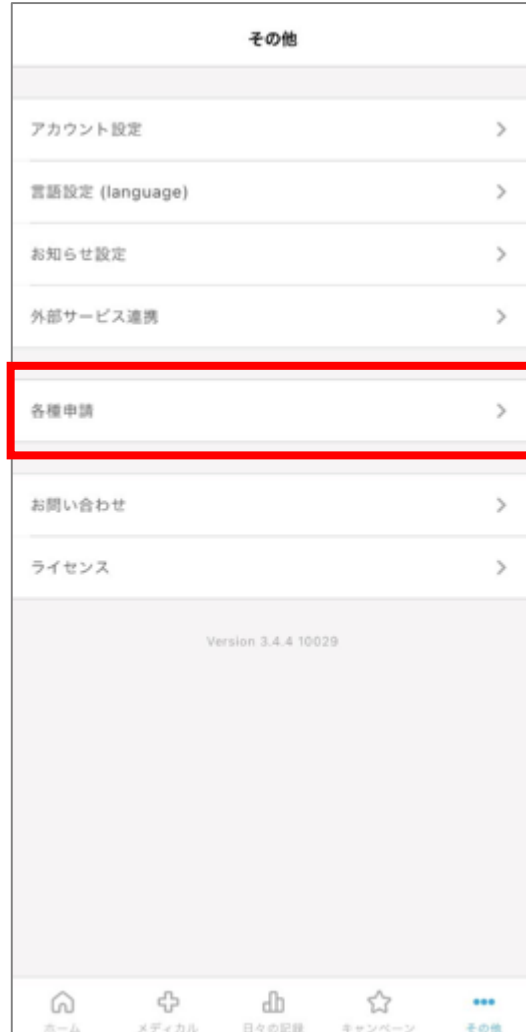 その他
アカウント設定
言語設定 (language)
お知らせ設定
外部サービス連携
各種申請
お問い合わせ
ライセンス
Version 3.4.4 10029
ホーム メディカル 日々の記録 キャンペーン その他